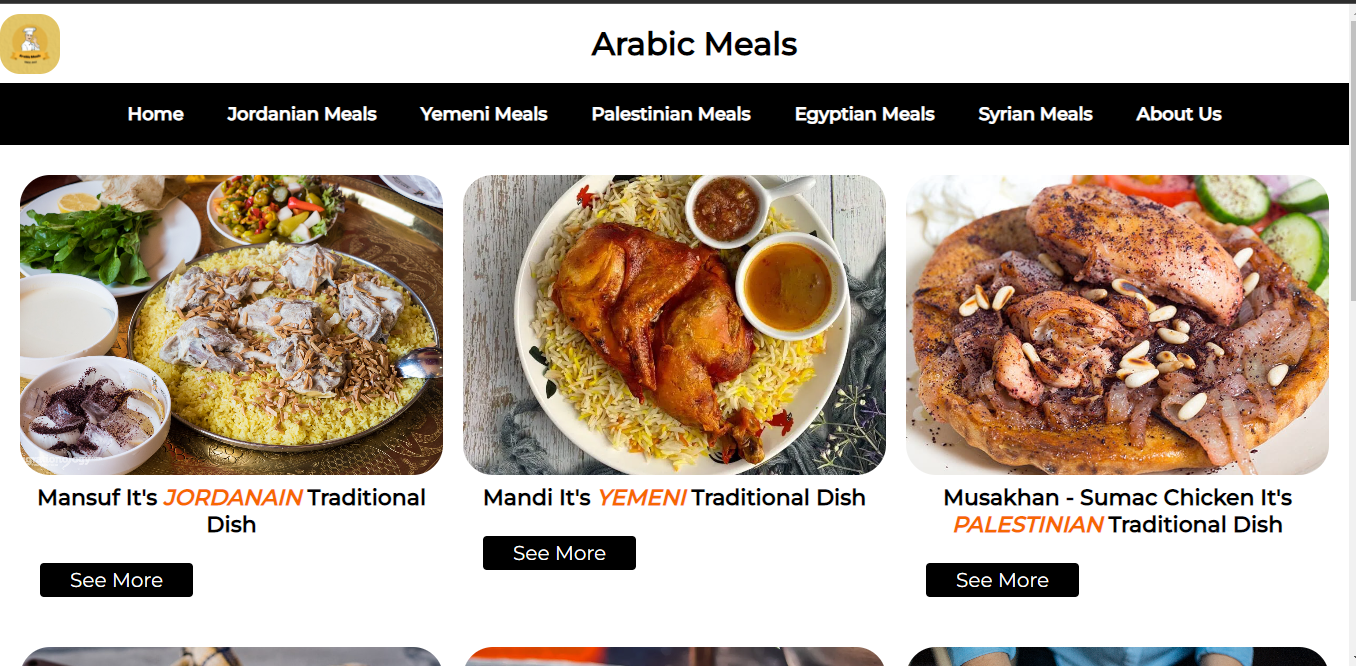 Arabic Meals
Home Jordanian Meals Yemeni Meals Palestinian Meals Egyptian Meals Syrian Meals About Us
Mansuf It's JORDANAIN Traditional
Dish
See More
Mandi It's YEMENI Traditional Dish
See More
Musakhan - Sumac Chicken It's
PALESTINIAN Traditional Dish
See More